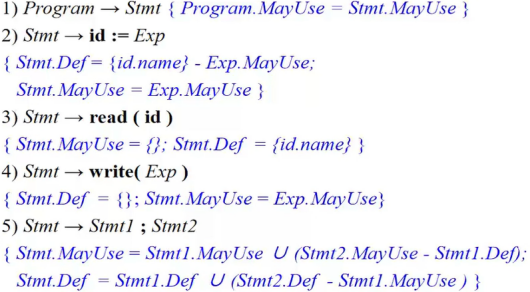 1) Program → Stmt { Program.MayUse = Stmt.MayUse }
2) Stmt → id := Exp
{ Stmt.Def = {id.name} - Exp.MayUse;
Stmt.MayUse = Exp.MayUse }
3) Stmt → read ( id )
{ Stmt.MayUse = {}; Stmt.Def = {id.name} }
4) Stmt → write( Exp )
{ Stmt.Def = {}; Stmt.MayUse = Exp.MayUse}
5) Stmt → Stmt1 ; Stmt2
{ Stmt.MayUse = Stmt1.MayUse ∪ (Stmt2.MayUse - Stmt1.Def);
Stmt.Def = Stmt1.Def ∪ (Stmt2.Def - Stmt1.MayUse ) }